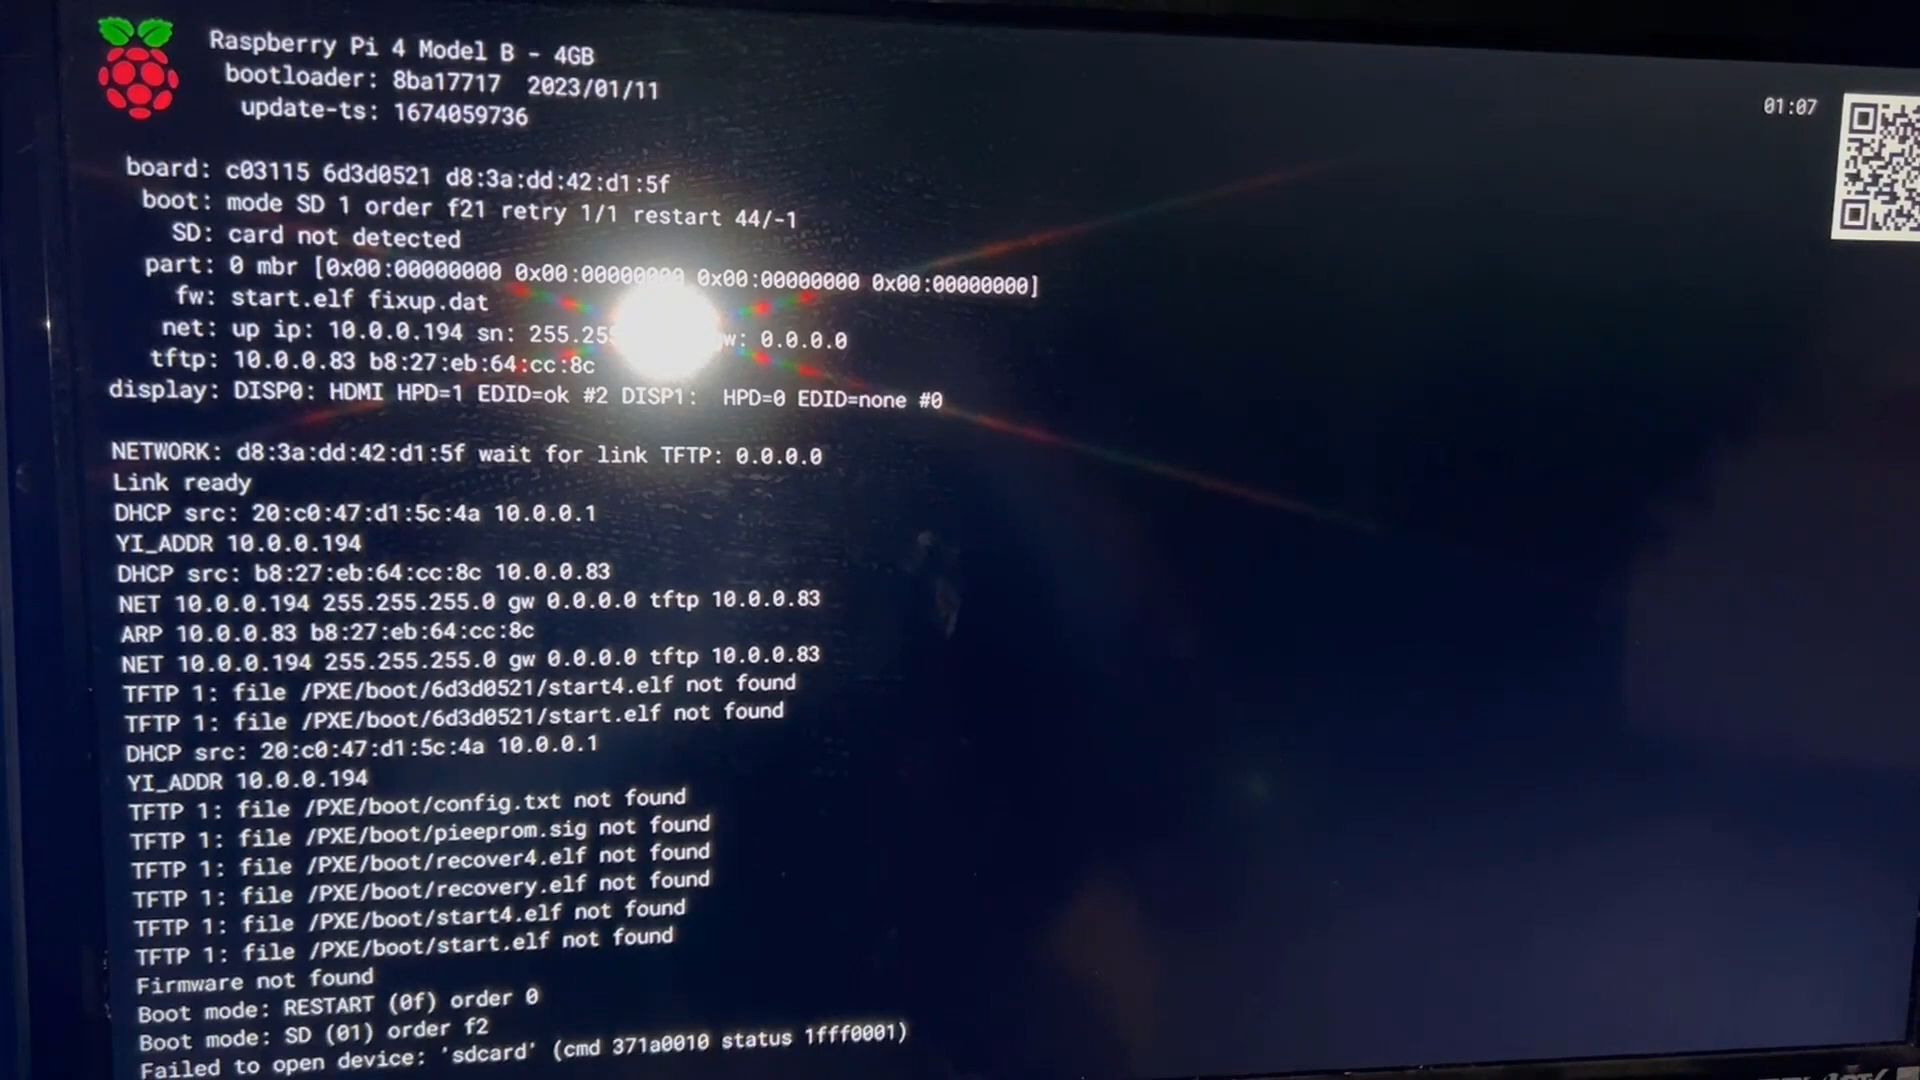 Raspberry Pi 4 Model B - 4GB
bootloader: 8ba17717 2023/01/11
update-ts: 1674059736
01:07
board: c03115 6d3d0521 d8:3a:dd:42:d1:5f
boot: mode SD 1 order f21 retry 1/1 restart 44/-1
SD: card not detected
part: 0 mbr [0x00:00000000 0x00:00000000 0x00:00000000 0x00:00000000]
fw: start.elf fixup.dat
net: up ip: 10.0.0.194 sn: 0.0.0.0
tftp: 10.0.0.83 b8:27:eb:64:cc:8c
display: DISP0: HDMI HPD=1 EDID=ok #2 DISP1: HPD=0 EDID=none #0
NETWORK: d8:3a:dd:42:d1:5f wait for link TFTP: 0.0.0.0
Link ready
DHCP src: 20:c0:47:d1:5c:4a 10.0.0.1
YI_ADDR 10.0.0.194
DHCP src: b8:27:eb:64:cc:8c 10.0.0.83
NET 10.0.0.194 255.255.255.0 gw 0.0.0.0 tftp 10.0.0.83
ARP 10.0.0.83 b8:27:eb:64:cc:8c
NET 10.0.0.194 255.255.255.0 gw 0.0.0.0 tftp 10.0.0.83
TFTP 1: file /PXE/boot/6d3d0521/start4.elf not found
TFTP 1: file /PXE/boot/6d3d0521/start.elf not found
DHCP src: 20:c0:47:d1:5c:4a 10.0.0.1
YI_ADDR 10.0.0.194
TFTP 1: file /PXE/boot/config.txt not found
TFTP 1: file /PXE/boot/pieeprom.sig not found
TFTP 1: file /PXE/boot/recover4.elf not found
TFTP 1: file /PXE/boot/recovery.elf not found
TFTP 1: file /PXE/boot/start4.elf not found
TFTP 1: file /PXE/boot/start.elf not found
Firmware not found
Boot mode: RESTART (0f) order 0
Boot mode: SD (01) order f2
Failed to open device: 'sdcard' (cmd 371a0010 status 1fff0001)